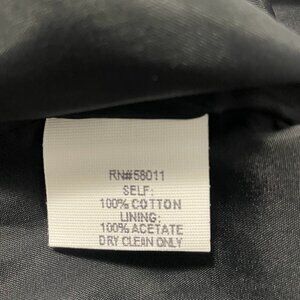 RN#58011
SELF:
100% COTTON
LINING:
100% ACETATE
DRY CLEAN ONLY